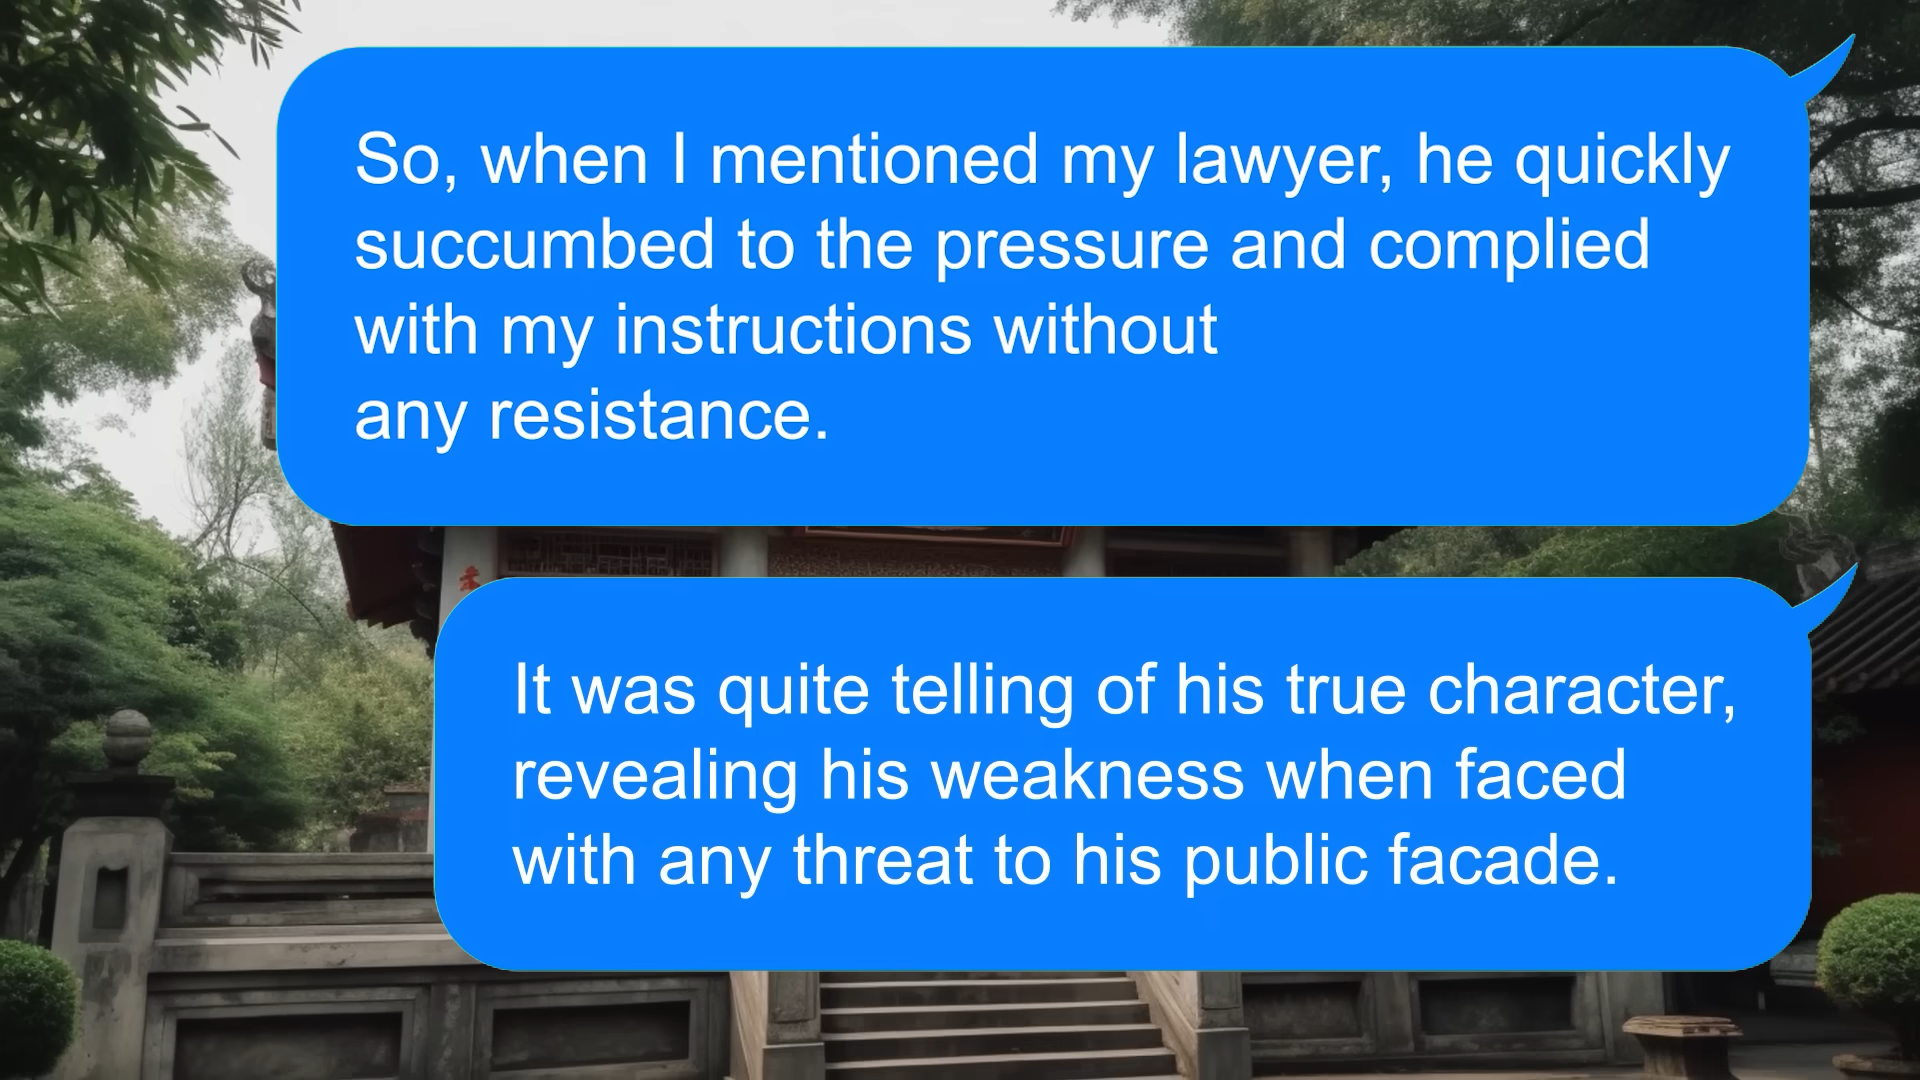 So, when I mentioned my lawyer, he quickly
succumbed to the pressure and complied
with my instructions without
any resistance.
It was quite telling of his true character,
revealing his weakness when faced
with any threat to his public facade.